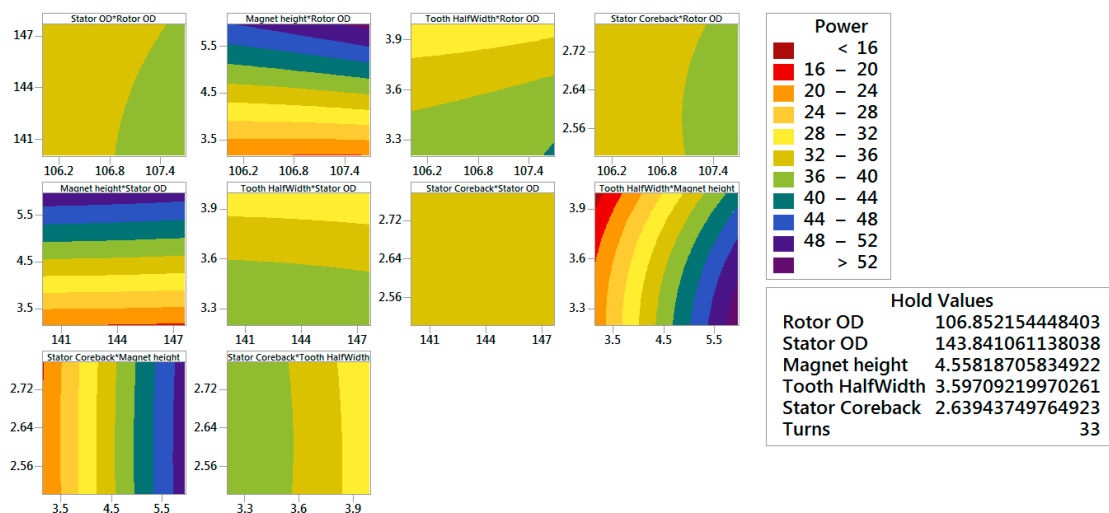 Stator OD*Rotor OD
147
144
141
106.2 106.8 107.4
Magnet height*Rotor OD
5.5
4.5
3.5
106.2 106.8 107.4
Tooth HalfWidth*Rotor OD
3.9
3.6
3.3
106.2 106.8 107.4
Stator Coreback*Rotor OD
2.72
2.64
2.56
106.2 106.8 107.4
Magnet height*Stator OD
5.5
4.5
3.5
141 144 147
Tooth HalfWidth*Stator OD
3.9
3.6
3.3
141 144 147
Stator Coreback*Stator OD
2.72
2.64
2.56
141 144 147
Tooth HalfWidth*Magnet height
3.9
3.6
3.3
3.5 4.5 5.5
Stator Coreback*Magnet height
2.72
2.64
2.56
3.5 4.5 5.5
Stator Coreback*Tooth HalfWidth
2.72
2.64
2.56
3.3 3.6 3.9
Power
< 16
16 – 20
20 – 24
24 – 28
28 – 32
32 – 36
36 – 40
40 – 44
44 – 48
48 – 52
> 52
Hold Values
Rotor OD 106.852154448403
Stator OD 143.841061138038
Magnet height 4.55818705834922
Tooth HalfWidth 3.59709219970261
Stator Coreback 2.63943749764923
Turns 33